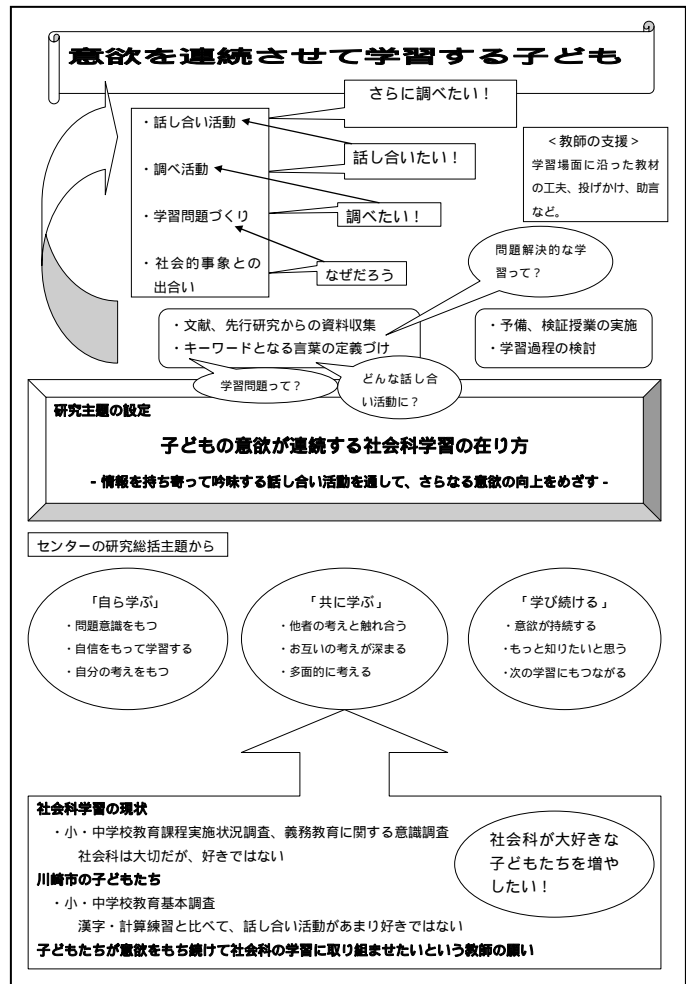 意欲を連続させて学習する子ども
さらに調べたい！
・話し合い活動
話し合いたい！
・調べ活動
調べたい！
・学習問題づくり
なぜだろう
・社会的事象との
出合い
＜教師の支援＞
学習場面に沿った教材
の工夫、投げかけ、助言
など。
問題解決的な学
習って？
・文献、先行研究からの資料収集
・キーワードとなる言葉の定義づけ
・予備、検証授業の実施
・学習過程の検討
学習問題って？
どんな話し合
い活動に？
研究主題の設定
子どもの意欲が連続する社会科学習の在り方
- 情報を持ち寄って吟味する話し合い活動を通して、さらなる意欲の向上をめざす -
センターの研究総括主題から
「自ら学ぶ」
・問題意識をもつ
・自信をもって学習する
・自分の考えをもつ
「共に学ぶ」
・他者の考えと触れ合う
・お互いの考えが深まる
・多面的に考える
「学び続ける」
・意欲が持続する
・もっと知りたいと思う
・次の学習にもつながる
社会科学習の現状
・小・中学校教育課程実施状況調査、義務教育に関する意識調査
社会科は大切だが、好きではない
川崎市の子どもたち
・小・中学校教育基本調査
漢字・計算練習と比べて、話し合い活動があまり好きではない
子どもたちが意欲をもち続けて社会科の学習に取り組ませたいという教師の願い
社会科が大好きな
子どもたちを増や
したい！